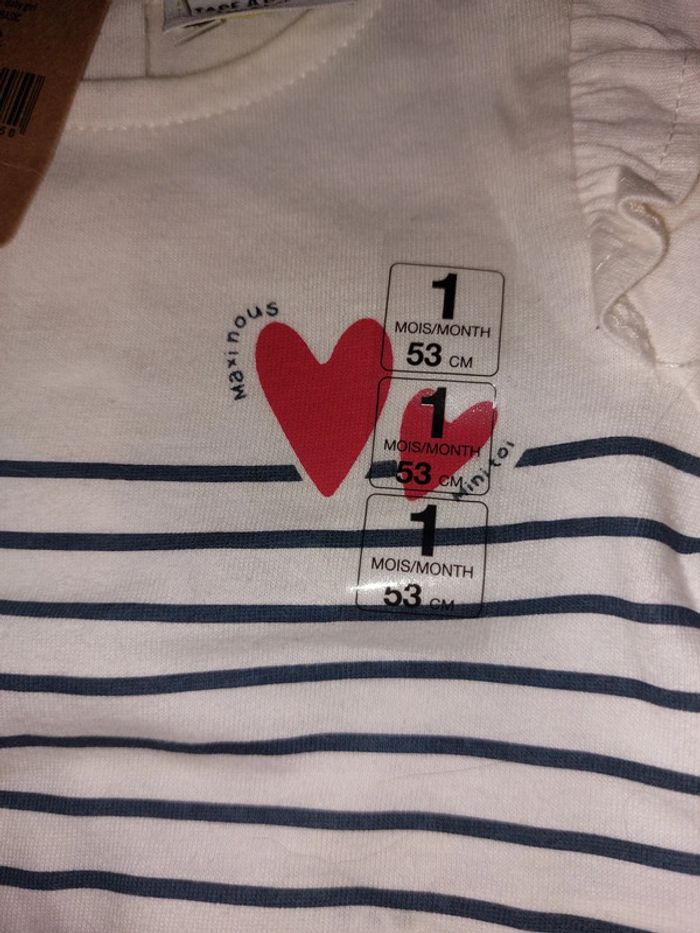 Maxi nous
1
MOIS/MONTH
53 CM
1
MOIS/MONTH
53 CM
Mini toi
1
MOIS/MONTH
53 CM